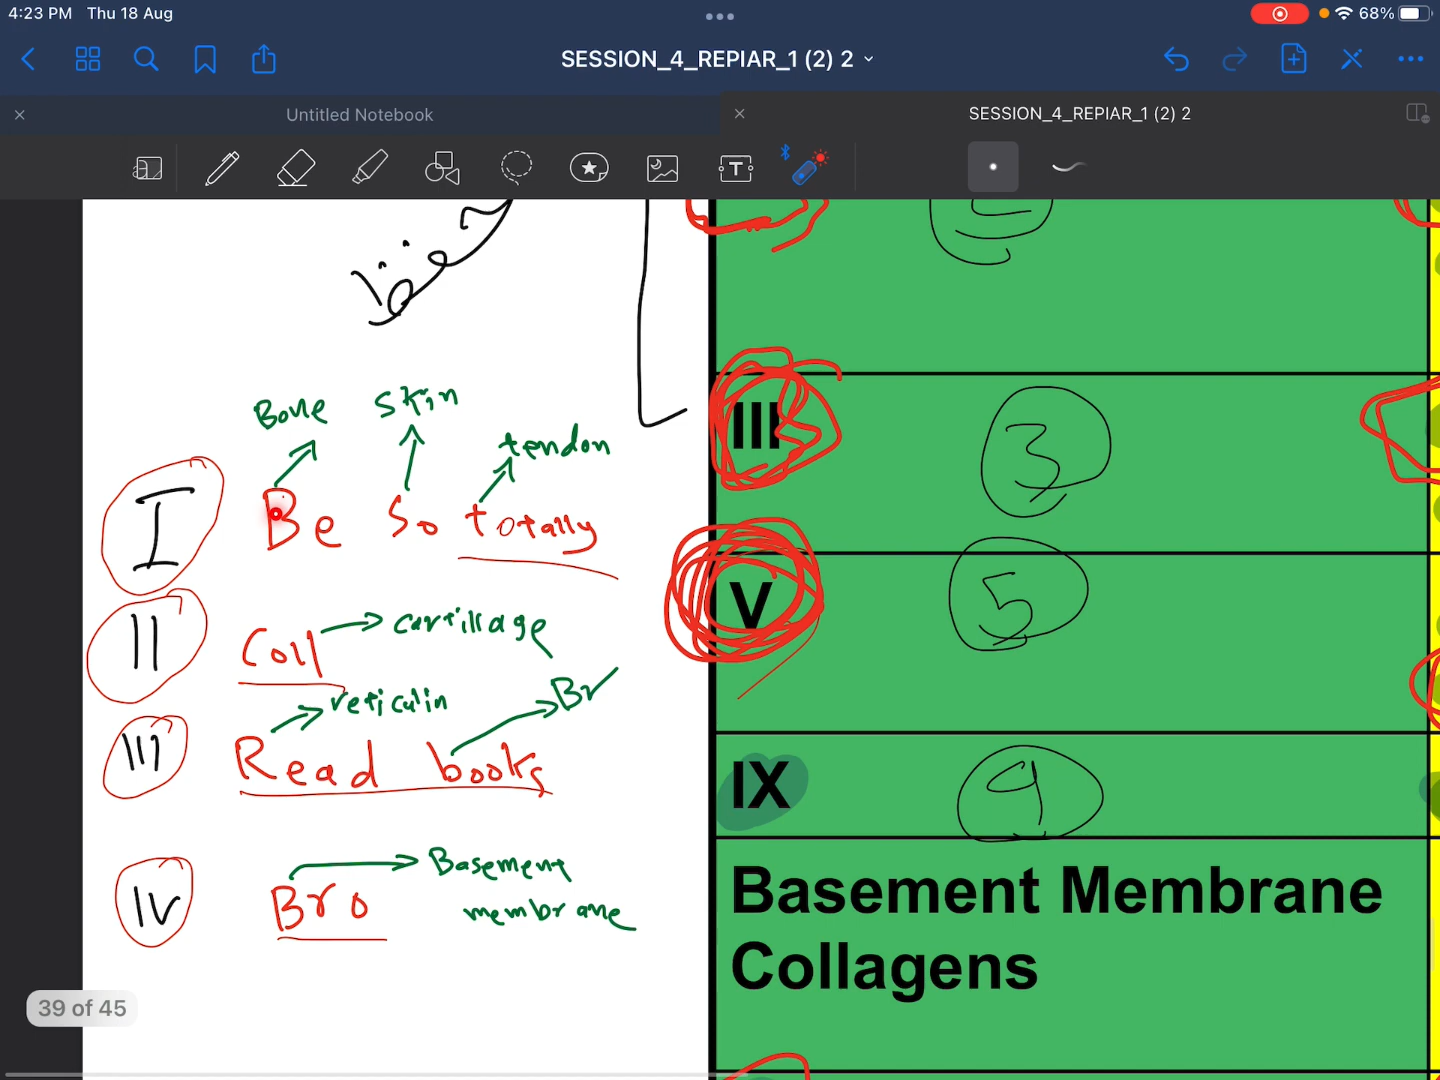 4:23 PM Thu 18 Aug
68%
SESSION_4_REPIAR_1 (2) 2
Untitled Notebook
SESSION_4_REPIAR_1 (2) 2
Bone
skin
tendon
I
Be So totally
II
Coll
cartillage
reticulin
Br
III
Read books
IV
Bro
Basement
membrane
39 of 45
III
3
V
5
IX
9
Basement Membrane
Collagens